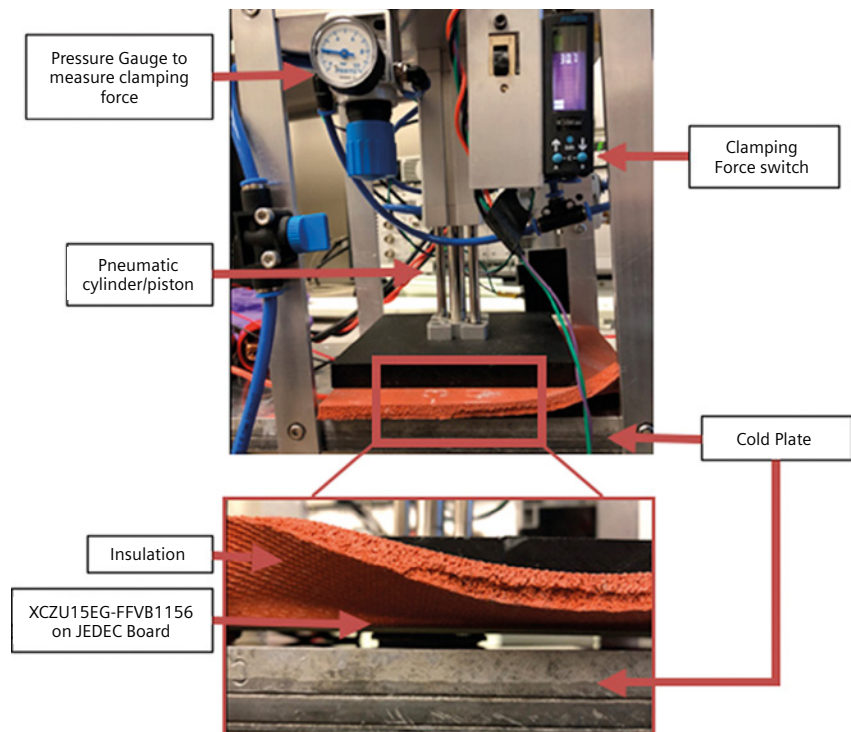 Pressure Gauge to
measure clamping
force
Clamping
Force switch
Pneumatic
cylinder/piston
Cold Plate
Insulation
XCZU15EG-FFVB1156
on JEDEC Board